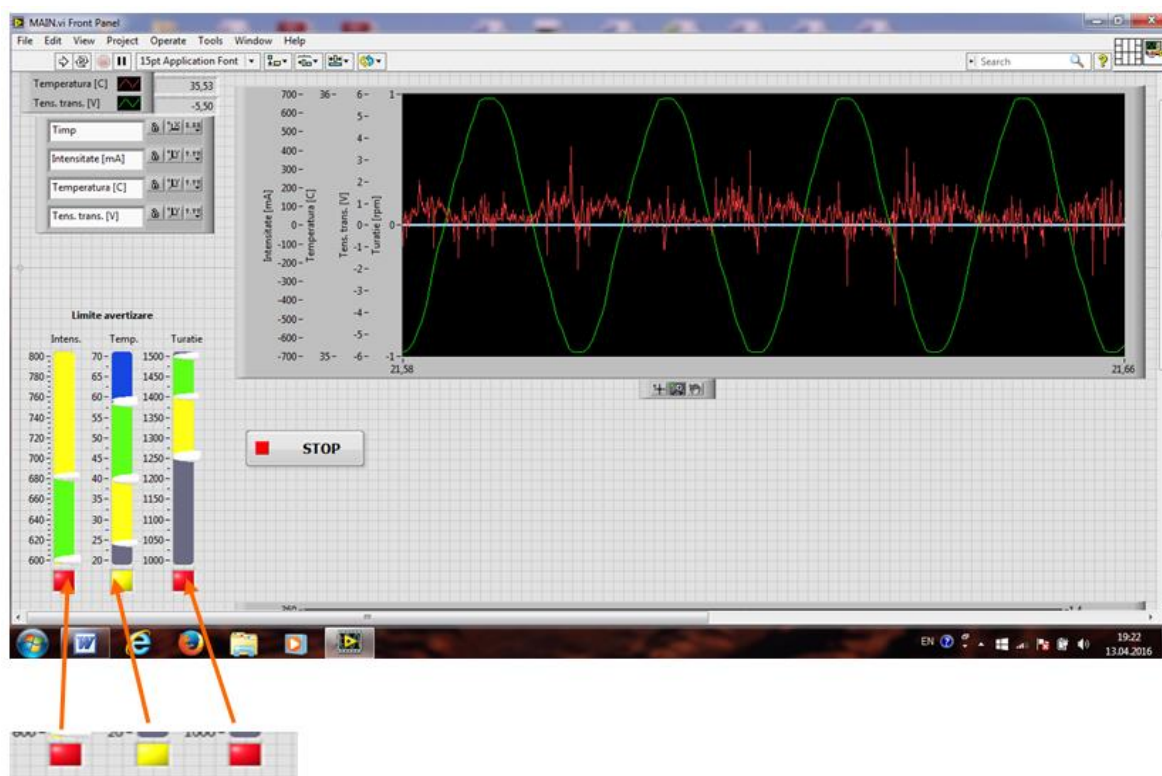 MAIN.vi Front Panel
File Edit View Project Operate Tools Window Help
15pt Application Font
Search
Temperatura [C] 35,53
Tens. trans. [V] -5,50
Timp
Intensitate [mA]
Temperatura [C]
Tens. trans. [V]
Intensitate [mA]
700
600
500
400
300
200
100
0
-100
-200
-300
-400
-500
-600
-700
Temperatura [C]
36
35
Tens. trans. [V]
6
5
4
3
2
1
0
-1
-2
-3
-4
-5
-6
Turatie [rpm]
1
0
-1
21,58 21,66
Limite avertizare
Intens. Temp. Turatie
800 70 1500
780 65 1450
760 60 1400
740 55 1350
720 50 1300
700 45 1250
680 40 1200
660 35 1150
640 30 1100
620 25 1050
600 20 1000
STOP
EN 19:22
13.04.2016